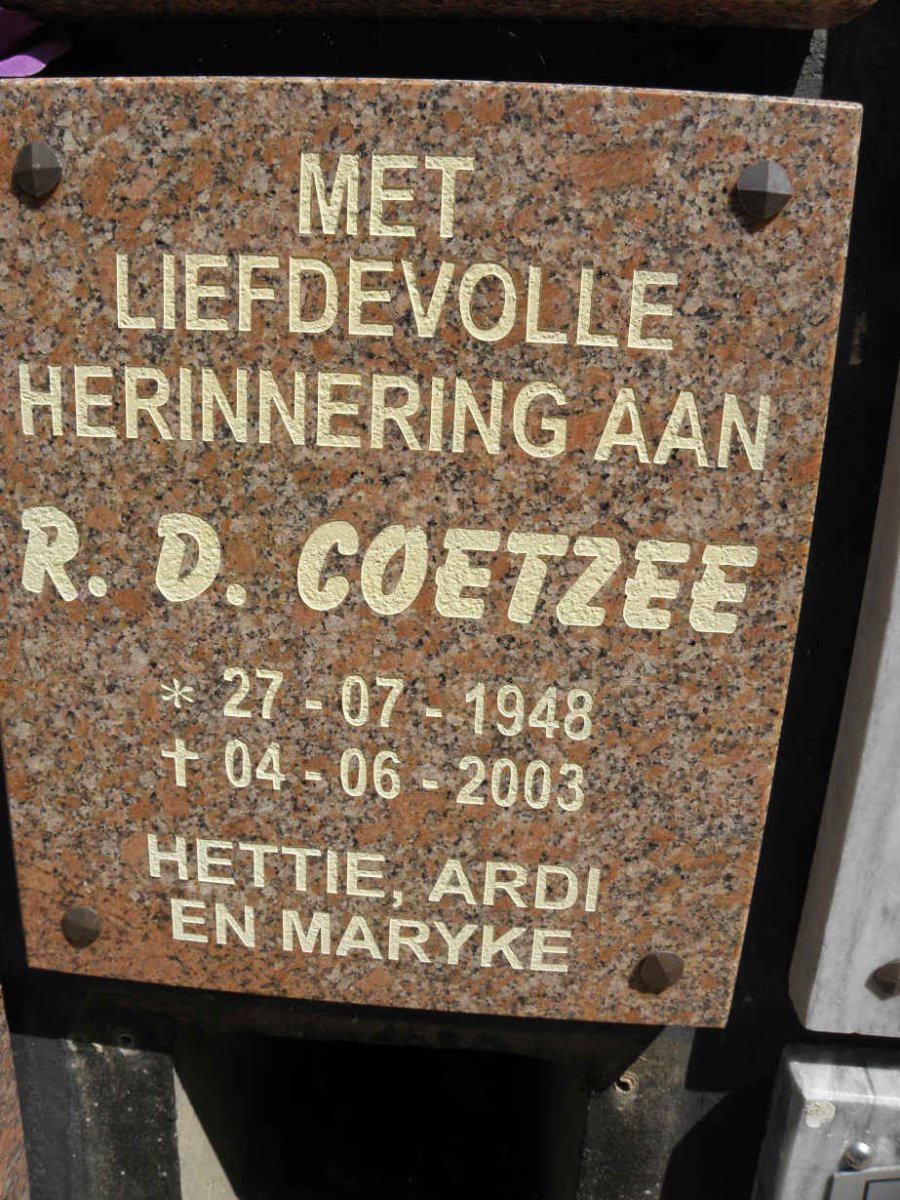 MET
LIEFDEVOLLE
HERINNERING AAN
R. D. COETZEE
* 27 - 07 - 1948
✝ 04 - 06 - 2003
HETTIE, ARDI
EN MARYKE